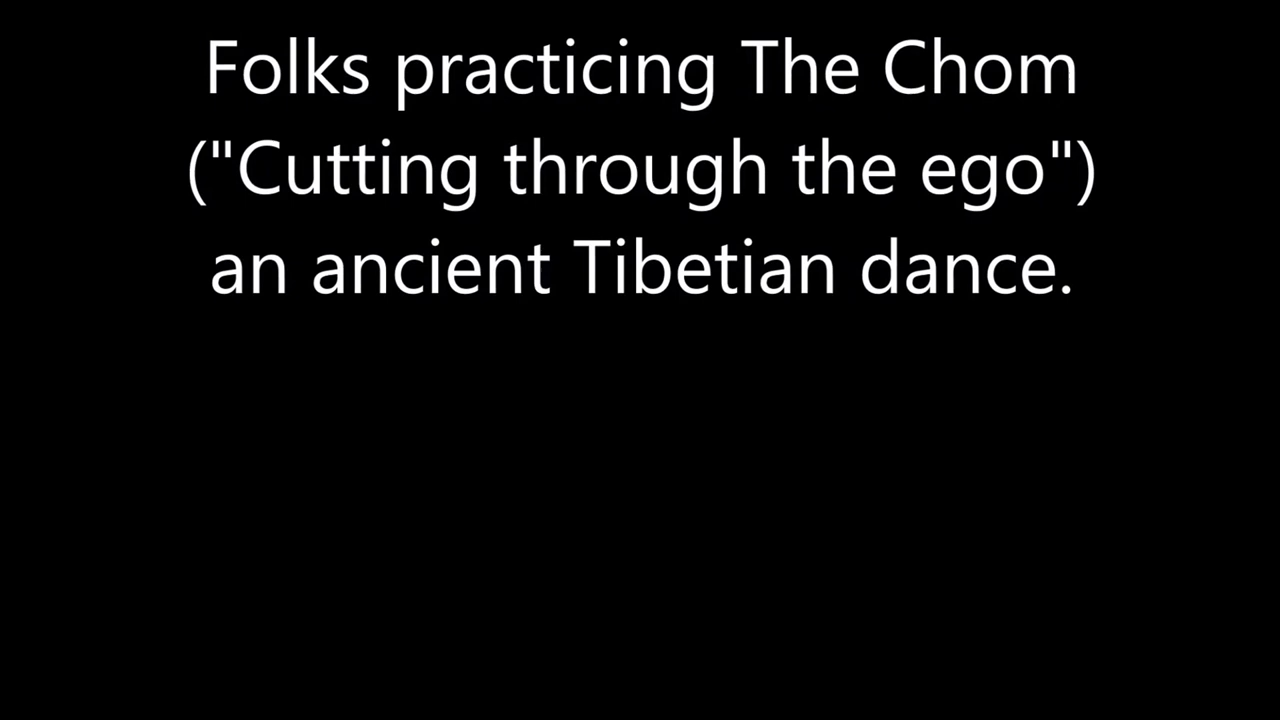 Folks practicing The Chom
("Cutting through the ego")
an ancient Tibetian dance.